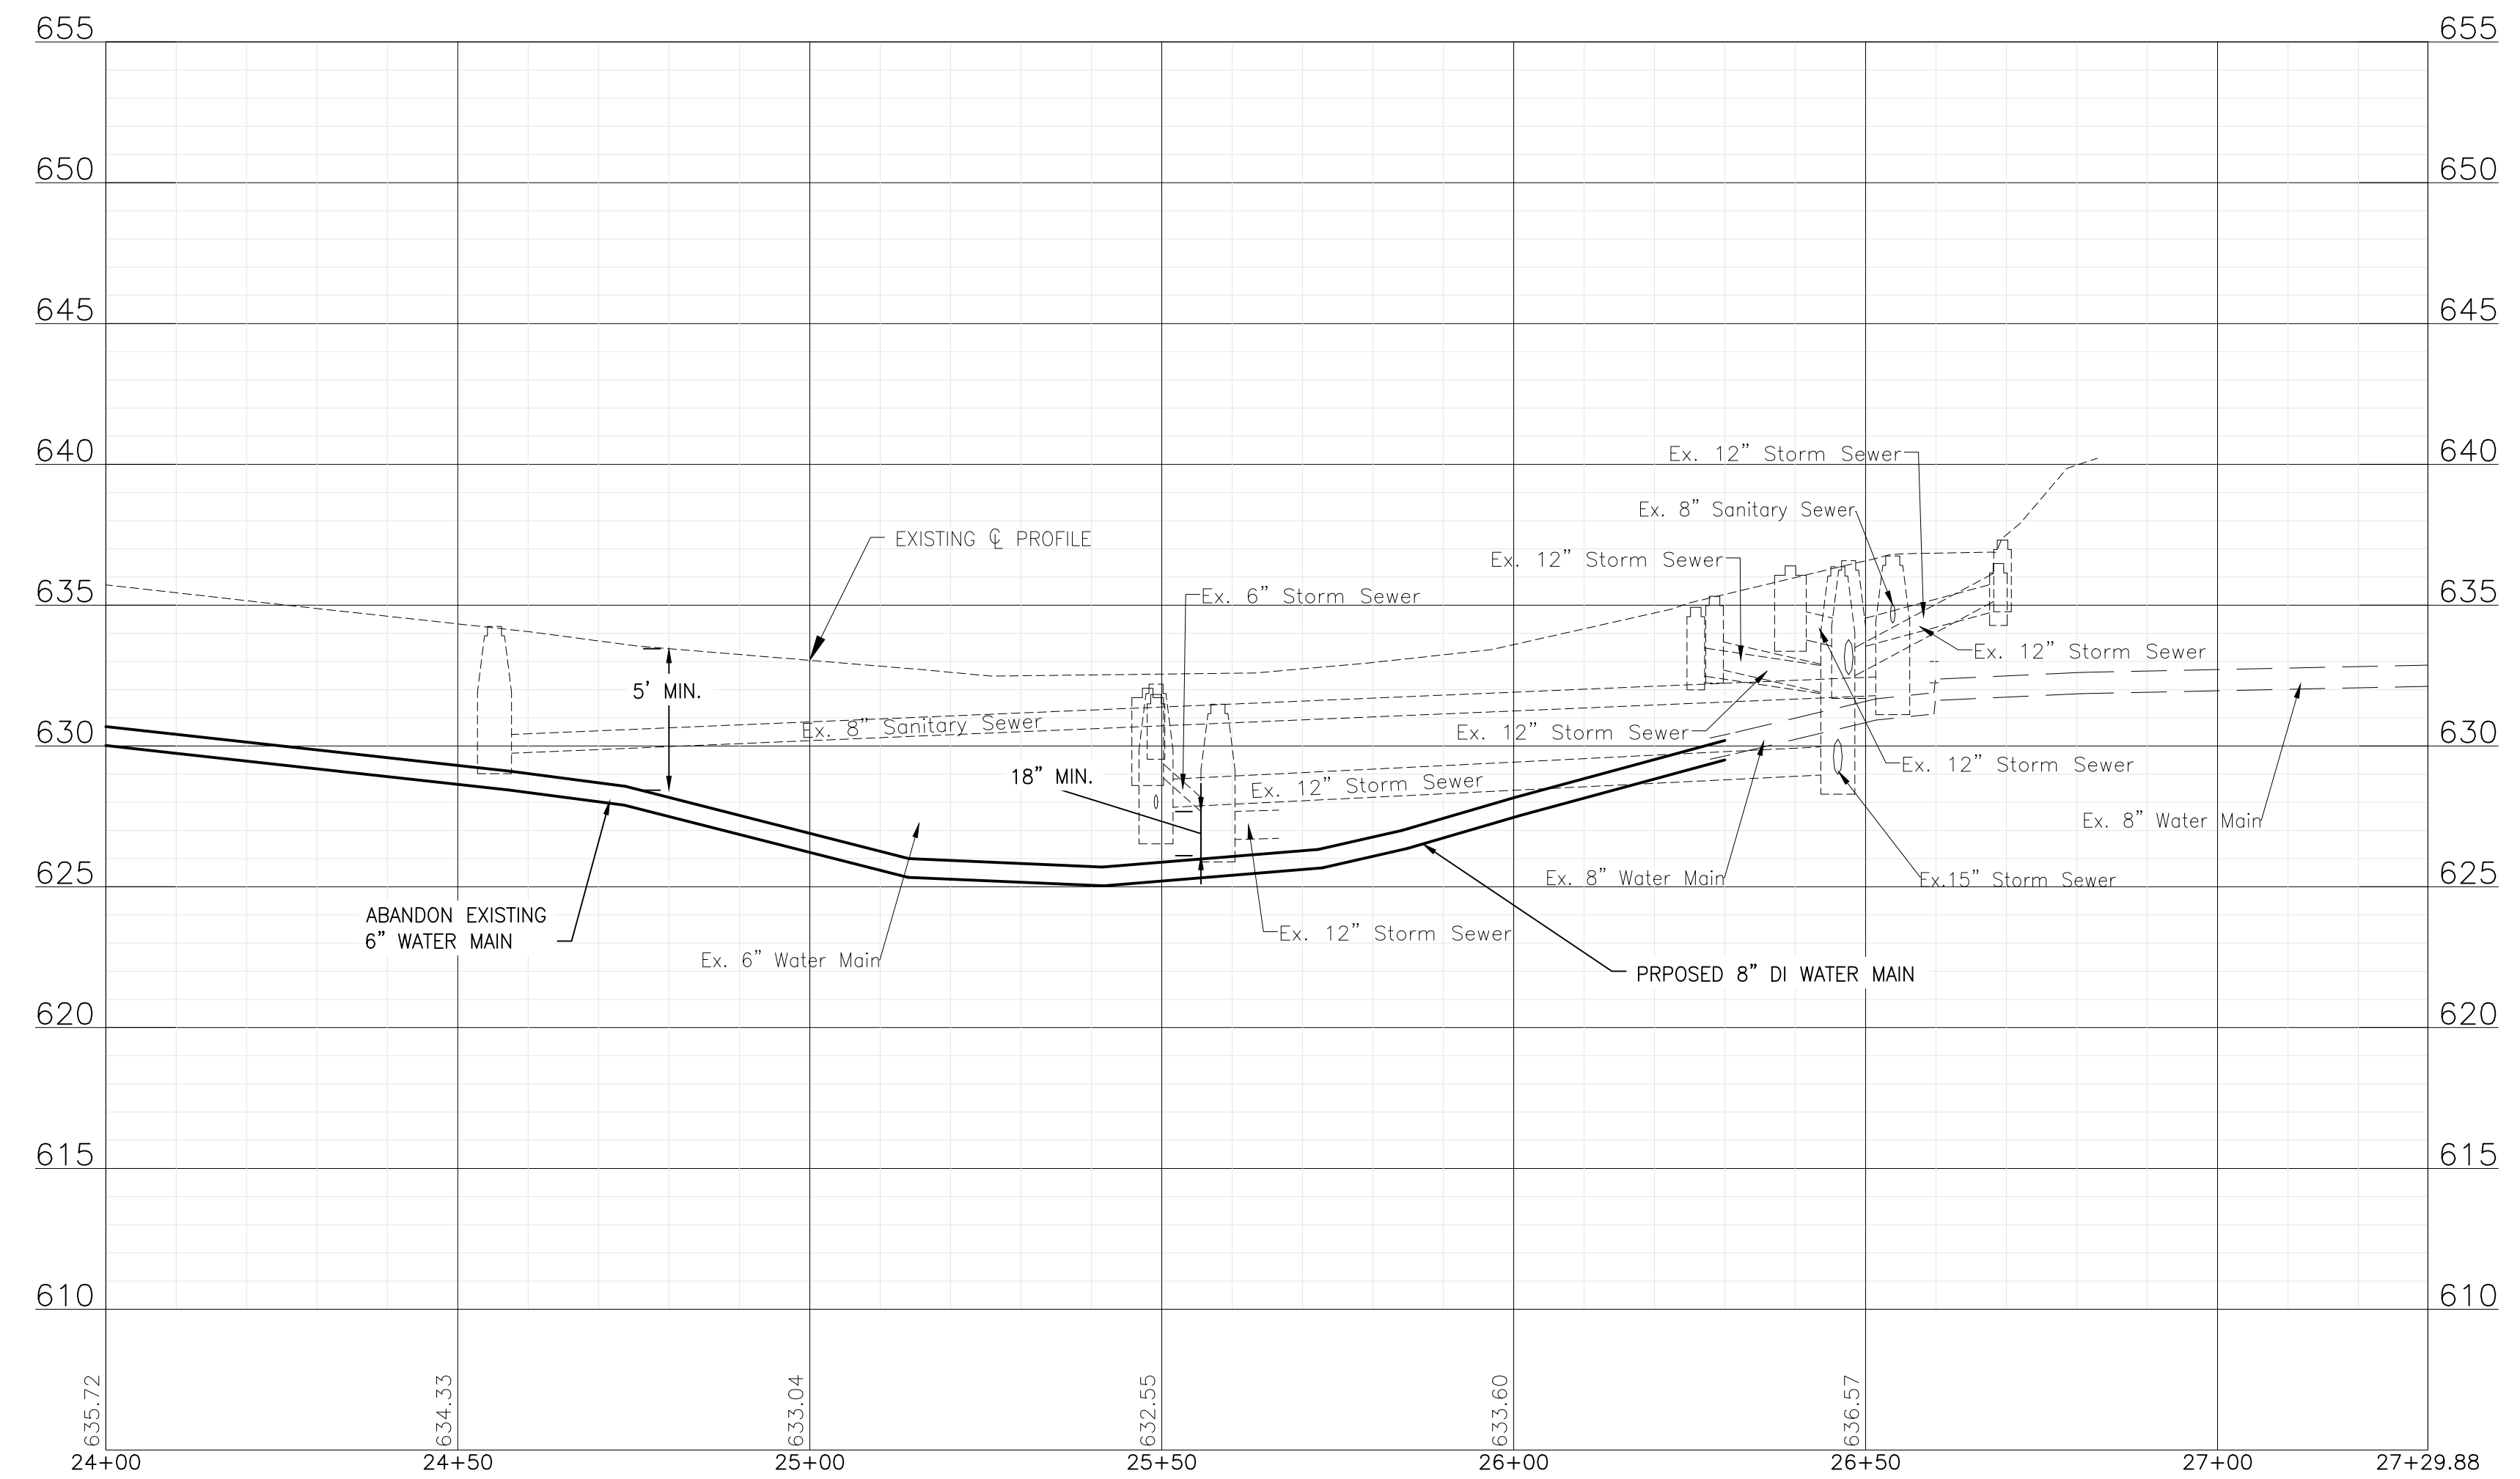 655 655
650 650
645 645
640 640
Ex. 12" Storm Sewer
Ex. 8" Sanitary Sewer
EXISTING ℄ PROFILE
Ex. 12" Storm Sewer
635 635
Ex. 6" Storm Sewer
Ex. 12" Storm Sewer
5' MIN.
Ex. 8" Sanitary Sewer
Ex. 12" Storm Sewer
630 630
Ex. 12" Storm Sewer
18" MIN.
Ex. 12" Storm Sewer
Ex. 8" Water Main
625 625
Ex. 8" Water Main
Ex.15" Storm Sewer
ABANDON EXISTING
6" WATER MAIN
Ex. 12" Storm Sewer
Ex. 6" Water Main
PRPOSED 8" DI WATER MAIN
620 620
615 615
610 610
635.72
634.33
633.04
632.55
633.60
636.57
24+00 24+50 25+00 25+50 26+00 26+50 27+00 27+29.88